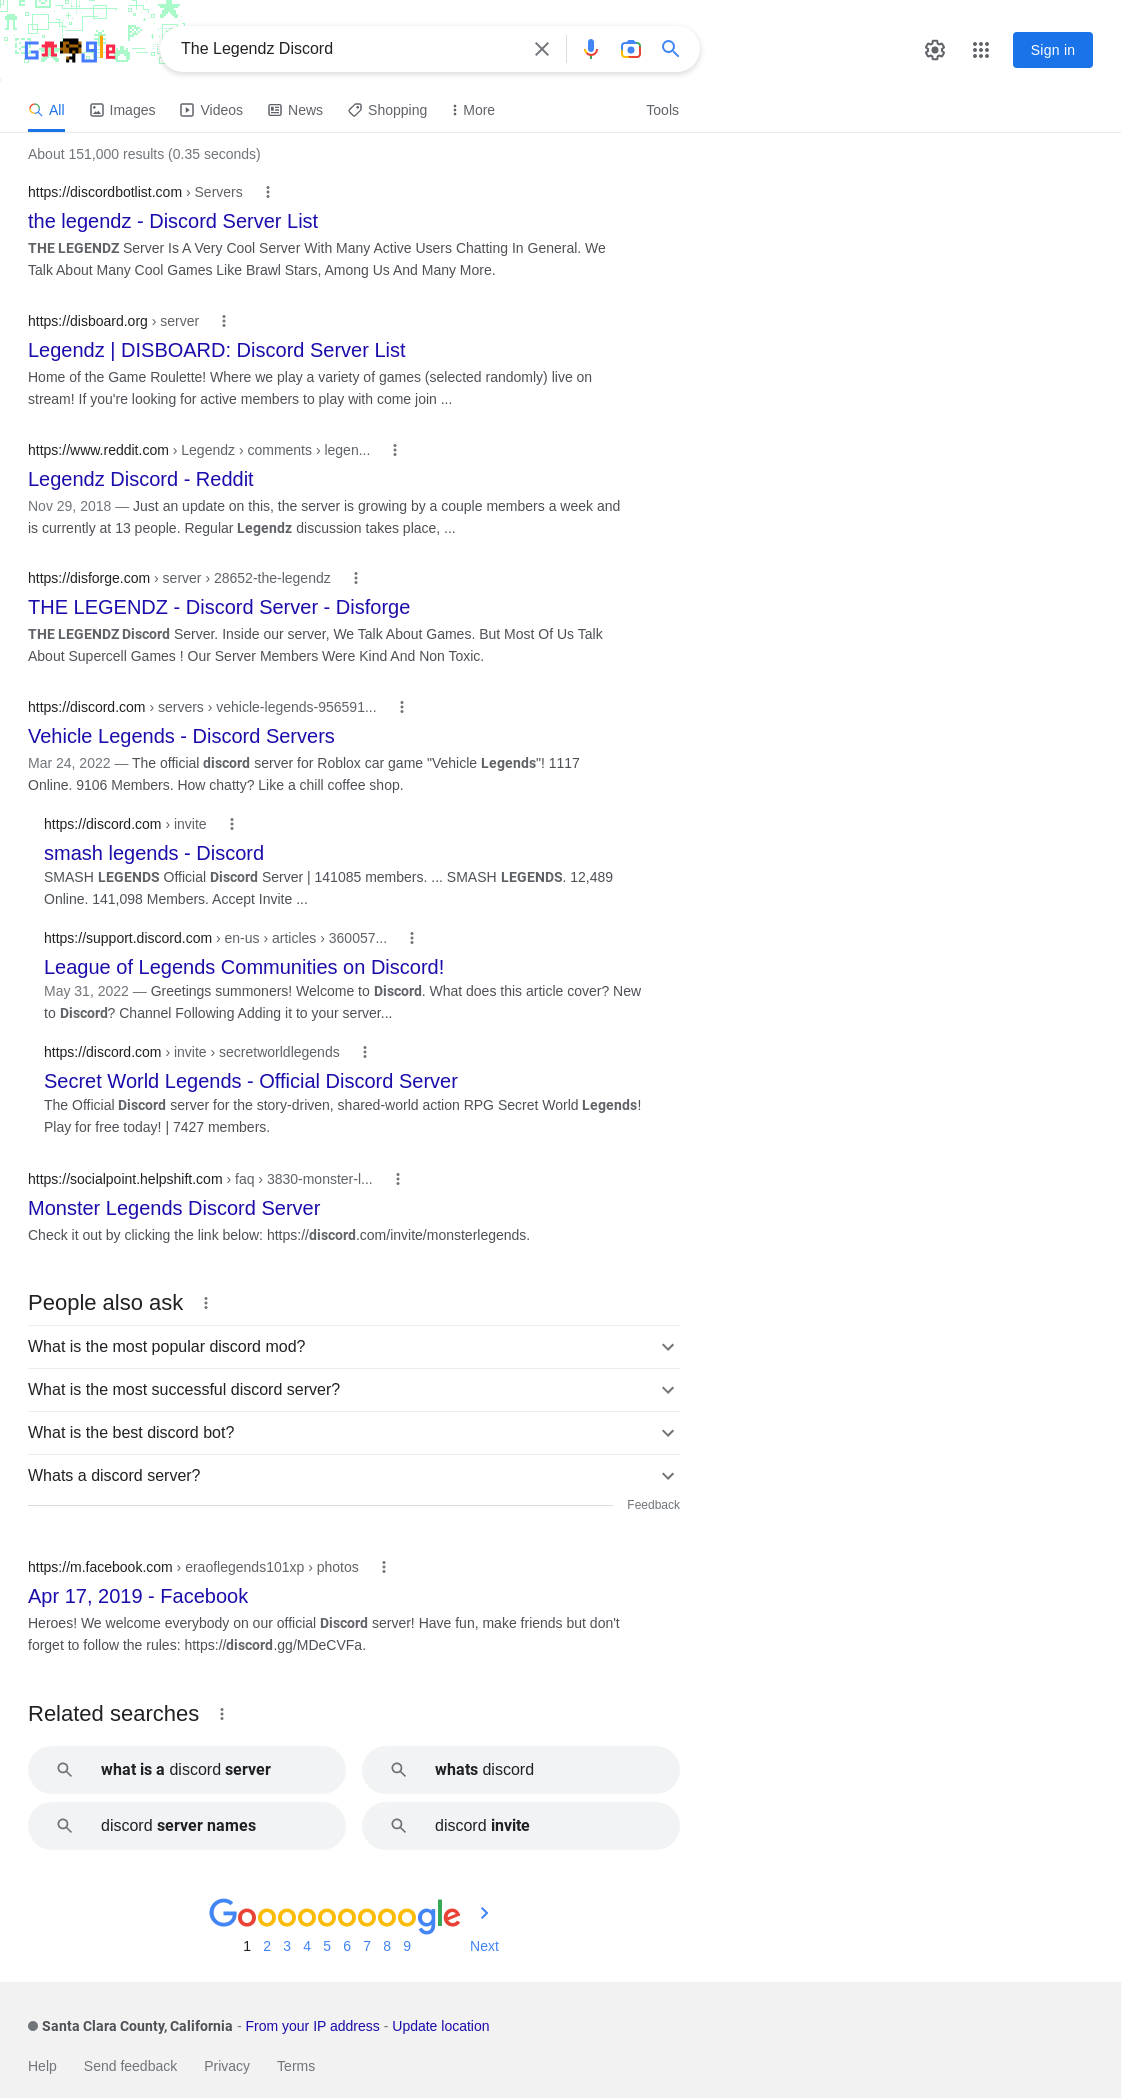 Google
The Legendz Discord
Sign in
All Images Videos News Shopping More Tools
About 151,000 results (0.35 seconds)
https://discordbotlist.com › Servers
the legendz - Discord Server List
THE LEGENDZ Server Is A Very Cool Server With Many Active Users Chatting In General. We
Talk About Many Cool Games Like Brawl Stars, Among Us And Many More.
https://disboard.org › server
Legendz | DISBOARD: Discord Server List
Home of the Game Roulette! Where we play a variety of games (selected randomly) live on
stream! If you're looking for active members to play with come join ...
https://www.reddit.com › Legendz › comments › legen...
Legendz Discord - Reddit
Nov 29, 2018 — Just an update on this, the server is growing by a couple members a week and
is currently at 13 people. Regular Legendz discussion takes place, ...
https://disforge.com › server › 28652-the-legendz
THE LEGENDZ - Discord Server - Disforge
THE LEGENDZ Discord Server. Inside our server, We Talk About Games. But Most Of Us Talk
About Supercell Games ! Our Server Members Were Kind And Non Toxic.
https://discord.com › servers › vehicle-legends-956591...
Vehicle Legends - Discord Servers
Mar 24, 2022 — The official discord server for Roblox car game "Vehicle Legends"! 1117
Online. 9106 Members. How chatty? Like a chill coffee shop.
https://discord.com › invite
smash legends - Discord
SMASH LEGENDS Official Discord Server | 141085 members. ... SMASH LEGENDS. 12,489
Online. 141,098 Members. Accept Invite ...
https://support.discord.com › en-us › articles › 360057...
League of Legends Communities on Discord!
May 31, 2022 — Greetings summoners! Welcome to Discord. What does this article cover? New
to Discord? Channel Following Adding it to your server...
https://discord.com › invite › secretworldlegends
Secret World Legends - Official Discord Server
The Official Discord server for the story-driven, shared-world action RPG Secret World Legends!
Play for free today! | 7427 members.
https://socialpoint.helpshift.com › faq › 3830-monster-l...
Monster Legends Discord Server
Check it out by clicking the link below: https://discord.com/invite/monsterlegends.
People also ask
What is the most popular discord mod?
What is the most successful discord server?
What is the best discord bot?
Whats a discord server?
Feedback
https://m.facebook.com › eraoflegends101xp › photos
Apr 17, 2019 - Facebook
Heroes! We welcome everybody on our official Discord server! Have fun, make friends but don't
forget to follow the rules: https://discord.gg/MDeCVFa.
Related searches
what is a discord server
whats discord
discord server names
discord invite
Goooooooooogle
1 2 3 4 5 6 7 8 9 Next
Santa Clara County, California - From your IP address - Update location
Help Send feedback Privacy Terms